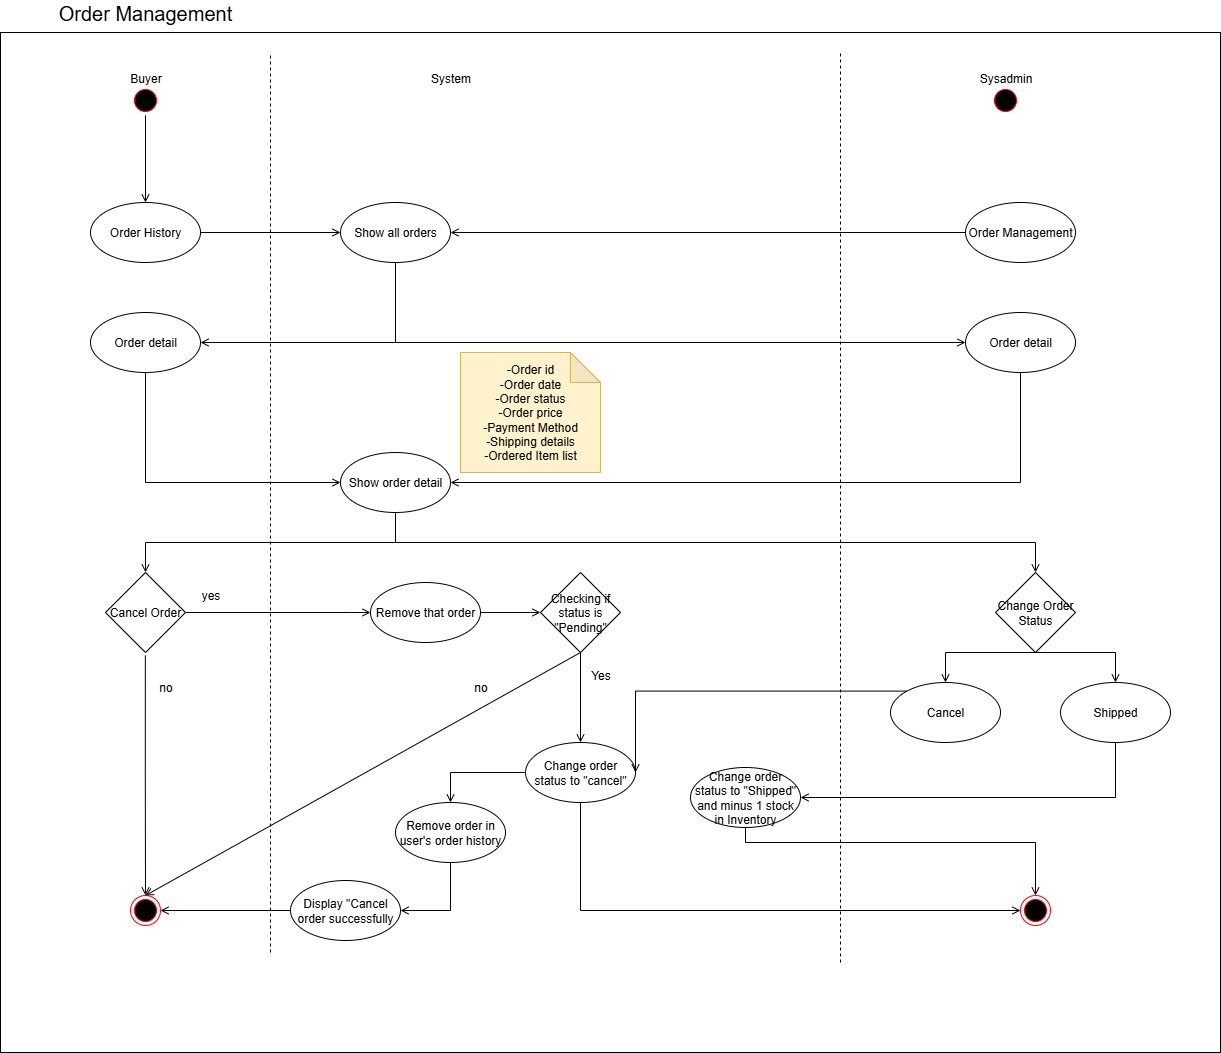 Order Management
Buyer
System
Sysadmin
Order History
Show all orders
Order Management
Order detail
Order detail
-Order id
-Order date
-Order status
-Order price
-Payment Method
-Shipping details
-Ordered Item list
Show order detail
Cancel Order
yes
Remove that order
Checking if
status is
"Pending"
Change Order
Status
no
no
Yes
Cancel
Shipped
Change order
status to "cancel"
Change order
status to "Shipped"
and minus 1 stock
in Inventory
Remove order in
user's order history
Display "Cancel
order successfully